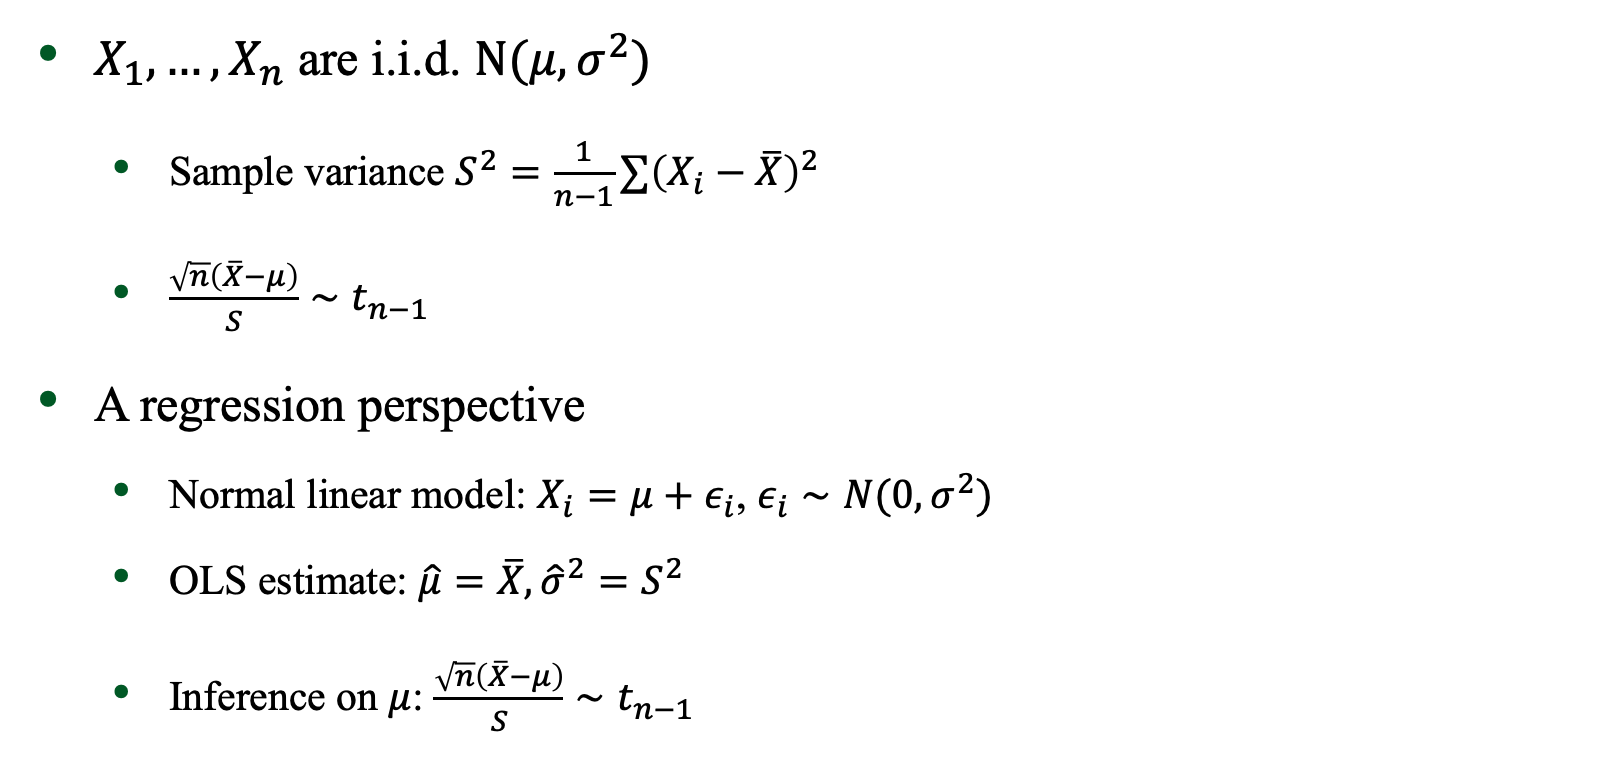 • X₁, … , Xₙ are i.i.d. N(μ, σ²)
• Sample variance S² = 1/(n−1) ∑(Xᵢ − X̄)²
• √n(X̄−μ)/S ~ tₙ₋₁
• A regression perspective
• Normal linear model: Xᵢ = μ + ϵᵢ, ϵᵢ ~ N(0, σ²)
• OLS estimate: μ̂ = X̄, σ̂² = S²
• Inference on μ: √n(X̄−μ)/S ~ tₙ₋₁